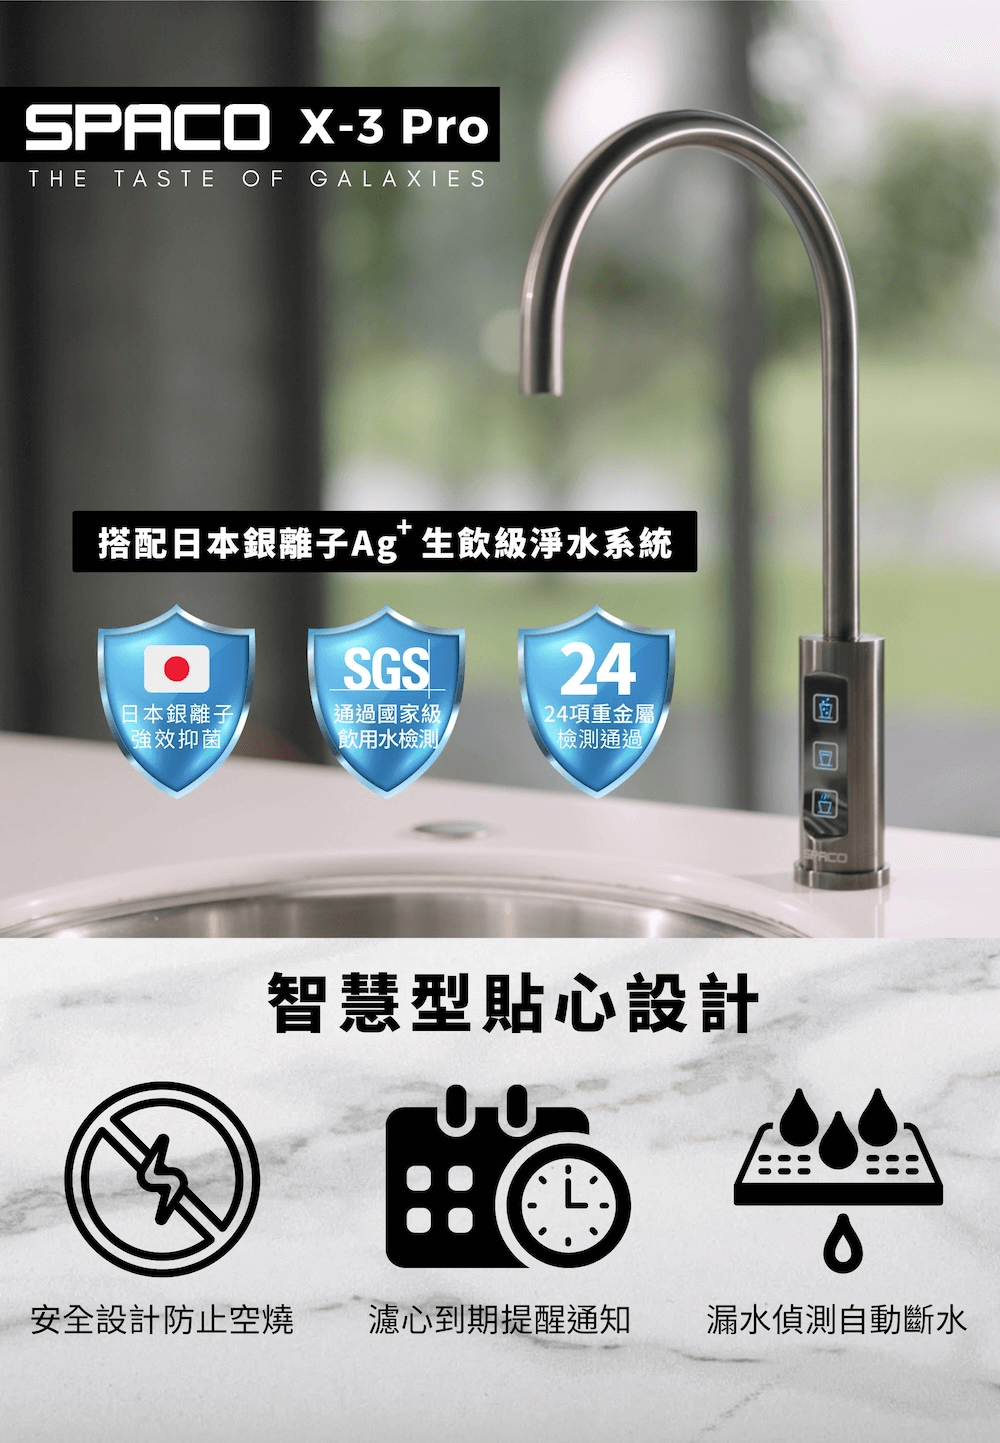 SPACO X-3 Pro
THE TASTE OF GALAXIES
搭配日本銀離子Ag+生飲級淨水系統
日本銀離子
強效抑菌
SGS
通過國家級
飲用水檢測
24
24項重金屬
檢測通過
SPACO
智慧型貼心設計
安全設計防止空燒
濾心到期提醒通知
漏水偵測自動斷水